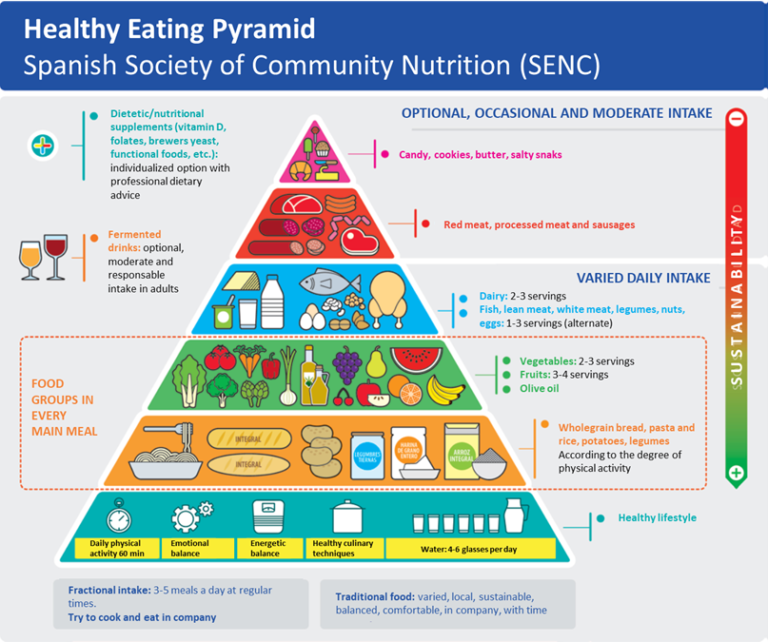 Healthy Eating Pyramid
Spanish Society of Community Nutrition (SENC)
OPTIONAL, OCCASIONAL AND MODERATE INTAKE
Dietetic/nutritional
supplements (vitamin D,
folates, brewers yeast,
functional foods, etc.):
individualized option with
professional dietary
advice
Candy, cookies, butter, salty snaks
Red meat, processed meat and sausages
Fermented
drinks: optional,
moderate and
responsable
intake in adults
VARIED DAILY INTAKE
Dairy: 2-3 servings
Fish, lean meat, white meat, legumes, nuts,
eggs: 1-3 servings (alternate)
SUSTAINABILITY
FOOD
GROUPS IN
EVERY
MAIN MEAL
Vegetables: 2-3 servings
Fruits: 3-4 servings
Olive oil
INTEGRAL
INTEGRAL
HARINA
DE GRANO
ENTERO
ARROZ
INTEGRAL
Wholegrain bread, pasta and
rice, potatoes, legumes
According to the degree of
physical activity
Healthy lifestyle
Daily physical
activity 60 min
Emotional
balance
Energetic
balance
Healthy culinary
techniques
Water: 4-6 glasses per day
Fractional intake: 3-5 meals a day at regular
times.
Try to cook and eat in company
Traditional food: varied, local, sustainable,
balanced, comfortable, in company, with time